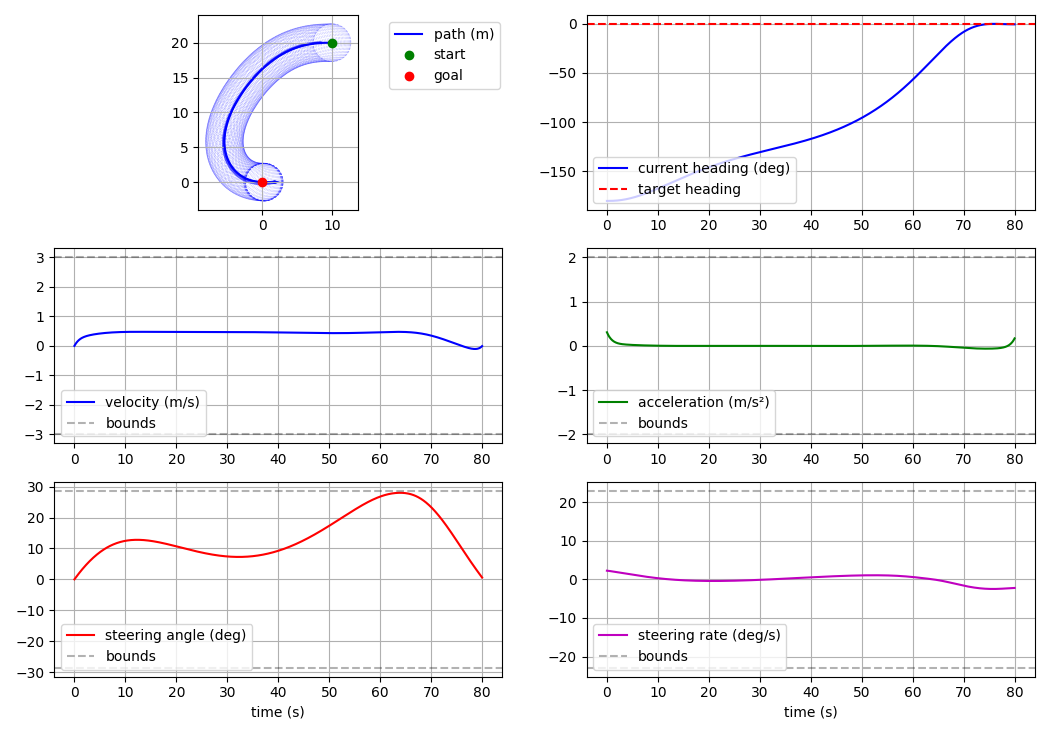 20
15
10
5
0
0 10
path (m)
start
goal
0
−50
−100
−150
current heading (deg)
target heading
0 10 20 30 40 50 60 70 80
3
2
1
0
−1
−2
−3
velocity (m/s)
bounds
0 10 20 30 40 50 60 70 80
2
1
0
−1
−2
acceleration (m/s²)
bounds
0 10 20 30 40 50 60 70 80
30
20
10
0
−10
−20
−30
steering angle (deg)
bounds
0 10 20 30 40 50 60 70 80
time (s)
20
10
0
−10
−20
steering rate (deg/s)
bounds
0 10 20 30 40 50 60 70 80
time (s)